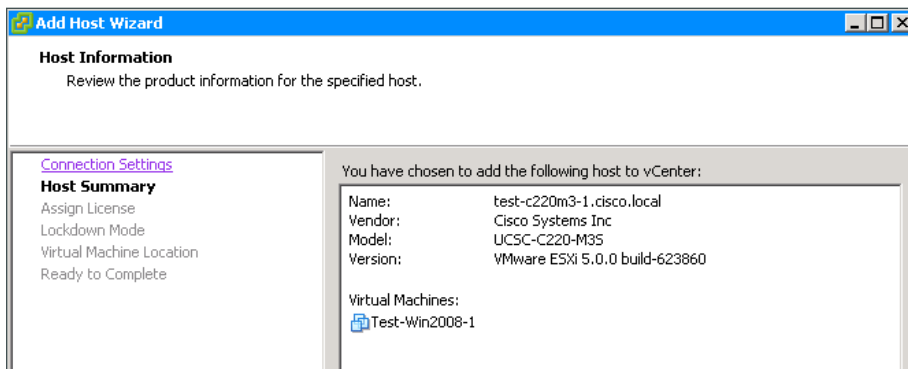 Add Host Wizard
Host Information
Review the product information for the specified host.
Connection Settings
Host Summary
Assign License
Lockdown Mode
Virtual Machine Location
Ready to Complete
You have chosen to add the following host to vCenter:
Name: test-c220m3-1.cisco.local
Vendor: Cisco Systems Inc
Model: UCSC-C220-M3S
Version: VMware ESXi 5.0.0 build-623860
Virtual Machines:
Test-Win2008-1